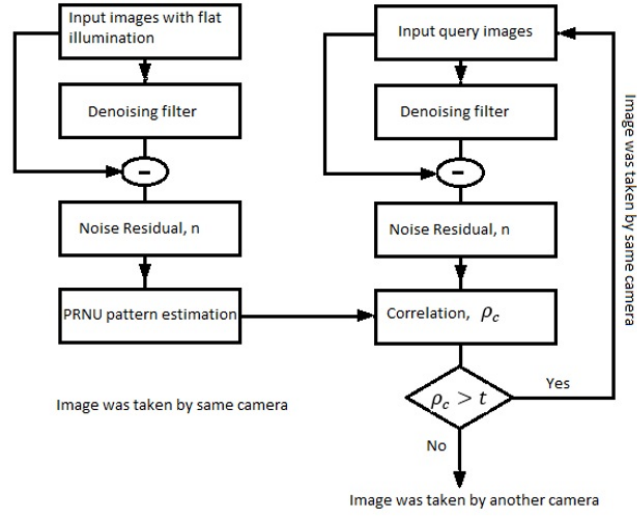 Input images with flat
illumination
Denoising filter
-
Noise Residual, n
PRNU pattern estimation
Image was taken by same camera
Input query images
Denoising filter
-
Noise Residual, n
Correlation, ρc
ρc > t
Yes
No
Image was taken by another camera
Image was taken by same camera